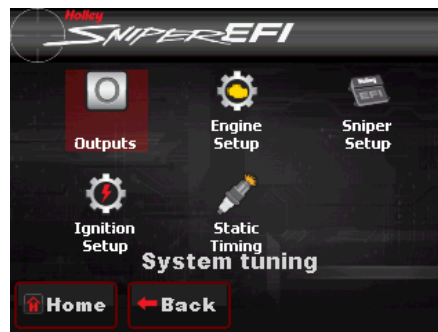 Holley
SNIPER EFI
Outputs
Engine
Setup
Holley
EFI
Sniper
Setup
Ignition
Setup
Static
Timing
System tuning
Home
Back